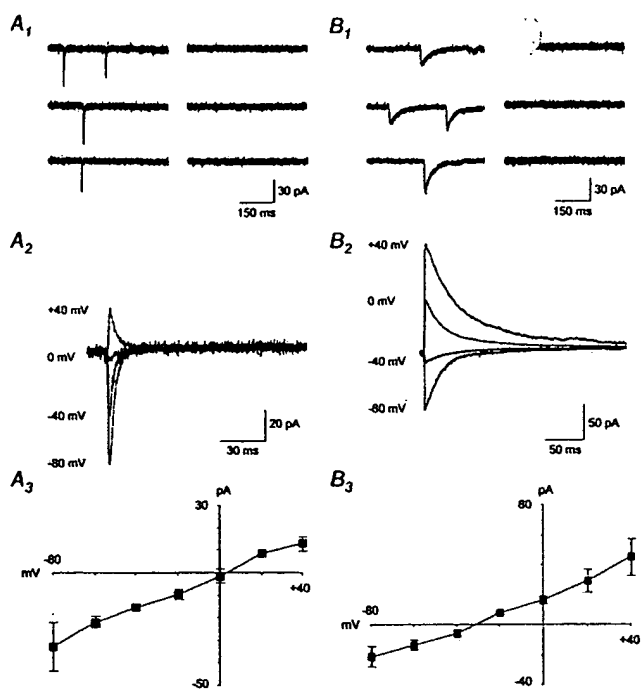 A1
B1
30 pA
150 ms
30 pA
150 ms
A2
B2
+40 mV
0 mV
-40 mV
-80 mV
20 pA
30 ms
+40 mV
0 mV
-40 mV
-80 mV
50 pA
50 ms
A3
B3
30
pA
-80
mV
+40
-50
pA
80
-80
mV
+40
-40